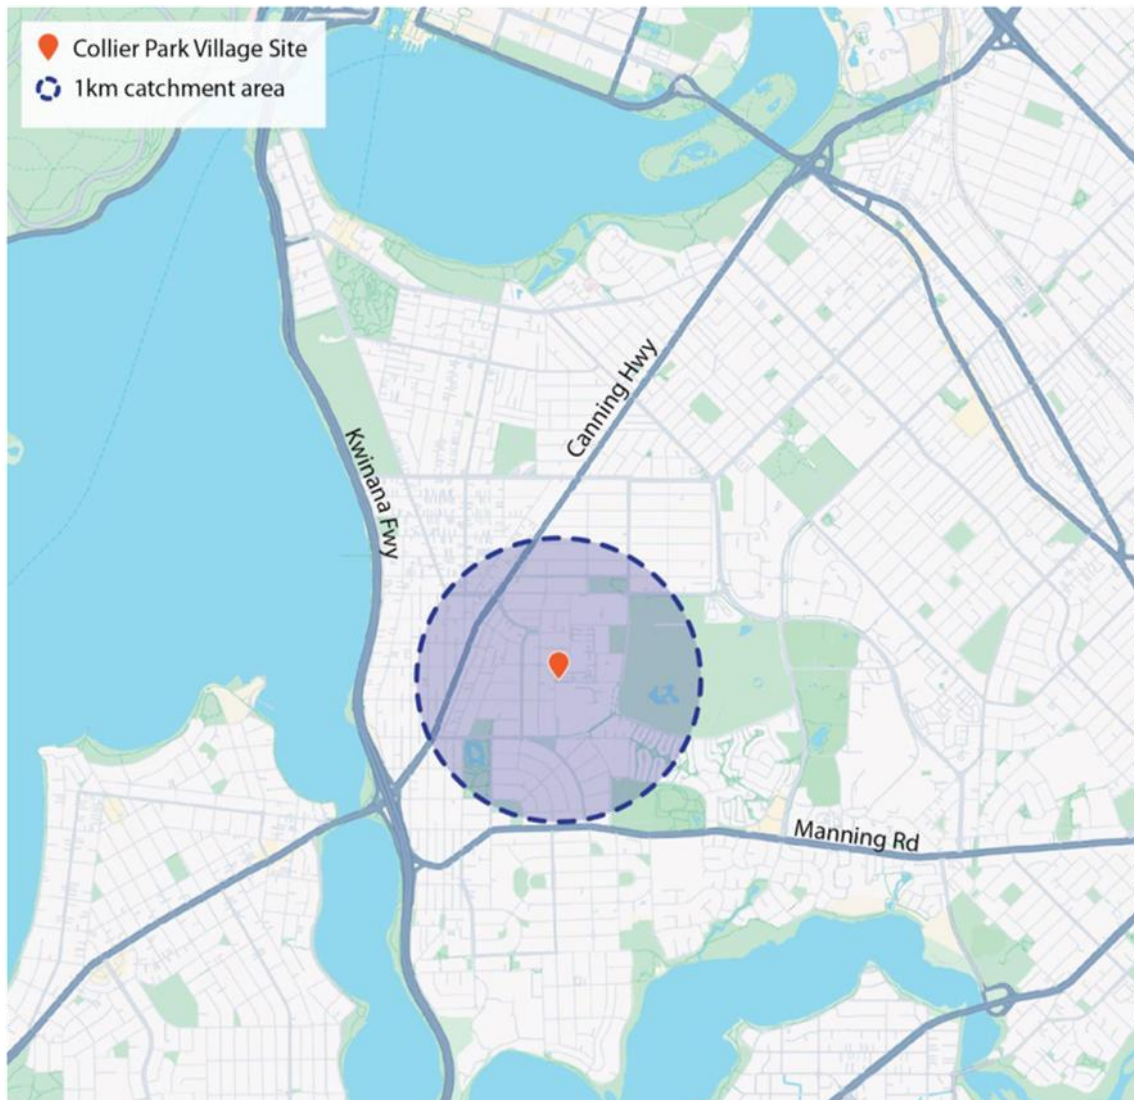 Collier Park Village Site
1km catchment area
Canning Hwy
Kwinana Fwy
Manning Rd